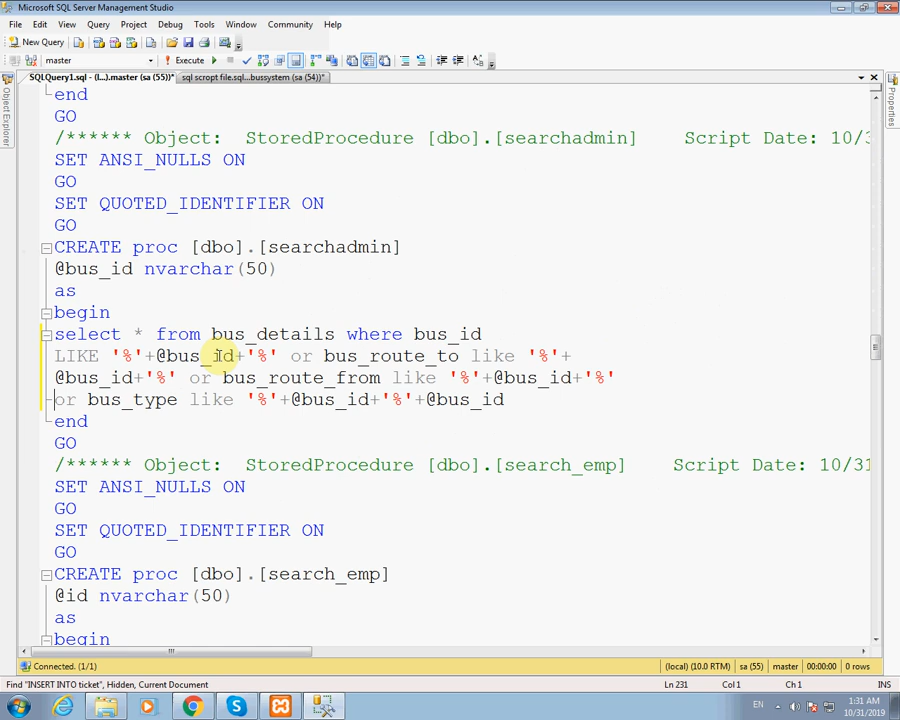 Microsoft SQL Server Management Studio
File Edit View Query Project Debug Tools Window Community Help
New Query
master Execute
SQLQuery1.sql - (l...).master (sa (55))* sql scropt file.sql...bussystem (sa (54))*
Object Explorer
Properties
end
GO
/****** Object:  StoredProcedure [dbo].[searchadmin]    Script Date: 10/3
SET ANSI_NULLS ON
GO
SET QUOTED_IDENTIFIER ON
GO
CREATE proc [dbo].[searchadmin]
@bus_id nvarchar(50)
as
begin
select * from bus_details where bus_id
LIKE '%'+@bus_id+'%' or bus_route_to like '%'+
@bus_id+'%' or bus_route_from like '%'+@bus_id+'%'
or bus_type like '%'+@bus_id+'%'+@bus_id
end
GO
/****** Object:  StoredProcedure [dbo].[search_emp]    Script Date: 10/31
SET ANSI_NULLS ON
GO
SET QUOTED_IDENTIFIER ON
GO
CREATE proc [dbo].[search_emp]
@id nvarchar(50)
as
begin
Connected. (1/1) (local) (10.0 RTM) sa (55) master 00:00:00 0 rows
Find "INSERT INTO ticket", Hidden, Current Document Ln 231 Col 1 Ch 1 INS
EN 1:31 AM
10/31/2019